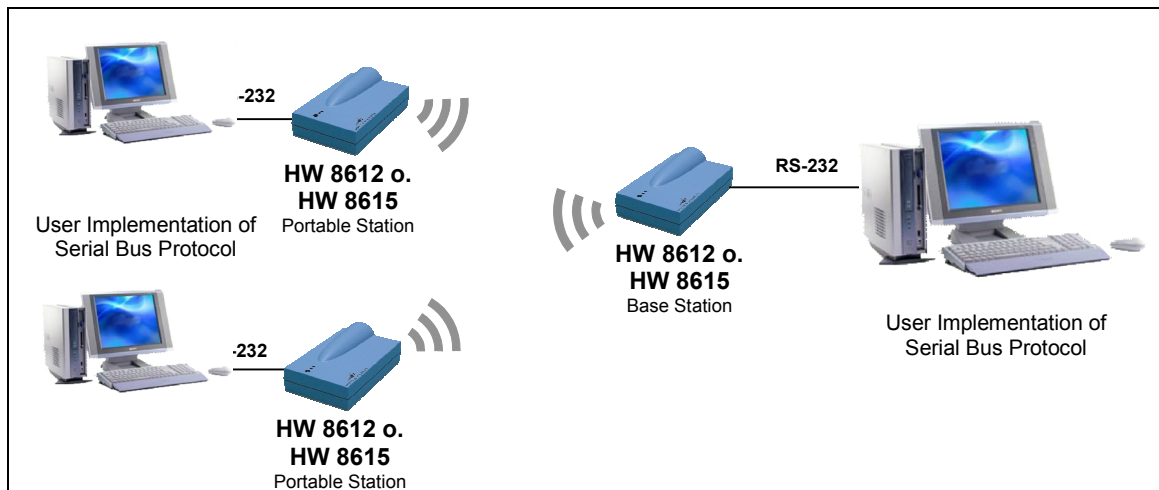 -232
HW 8612 o.
HW 8615
Portable Station
User Implementation of
Serial Bus Protocol
RS-232
HW 8612 o.
HW 8615
Base Station
User Implementation of
Serial Bus Protocol
-232
HW 8612 o.
HW 8615
Portable Station